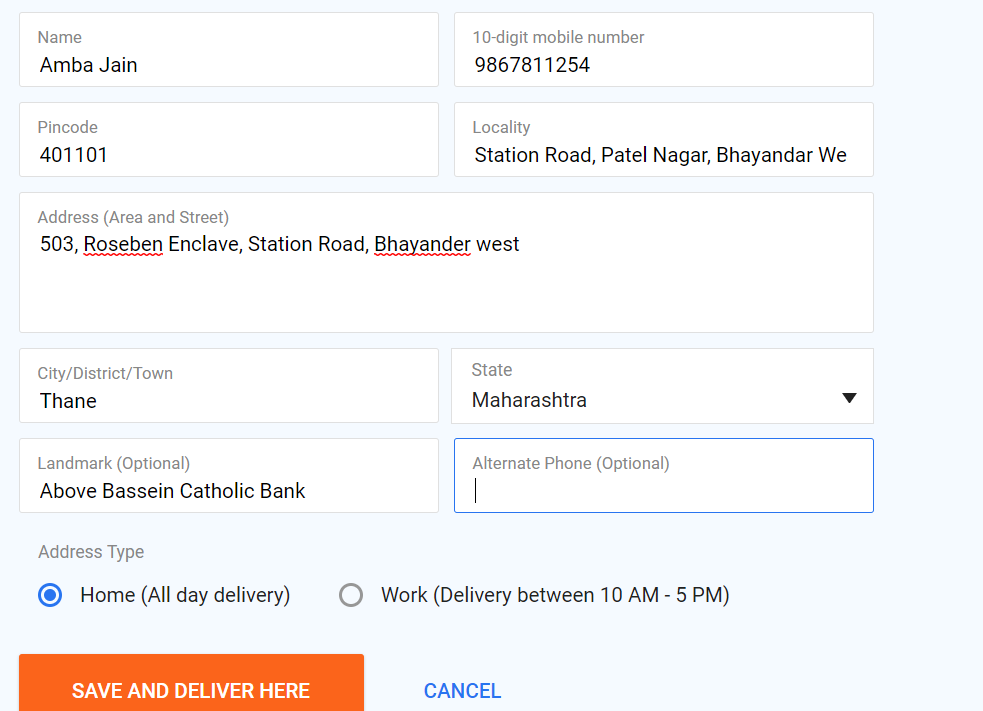 Name
Amba Jain
10-digit mobile number
9867811254
Pincode
401101
Locality
Station Road, Patel Nagar, Bhayandar We
Address (Area and Street)
503, Roseben Enclave, Station Road, Bhayander west
City/District/Town
Thane
State
Maharashtra
Landmark (Optional)
Above Bassein Catholic Bank
Alternate Phone (Optional)
Address Type
Home (All day delivery)
Work (Delivery between 10 AM - 5 PM)
SAVE AND DELIVER HERE
CANCEL